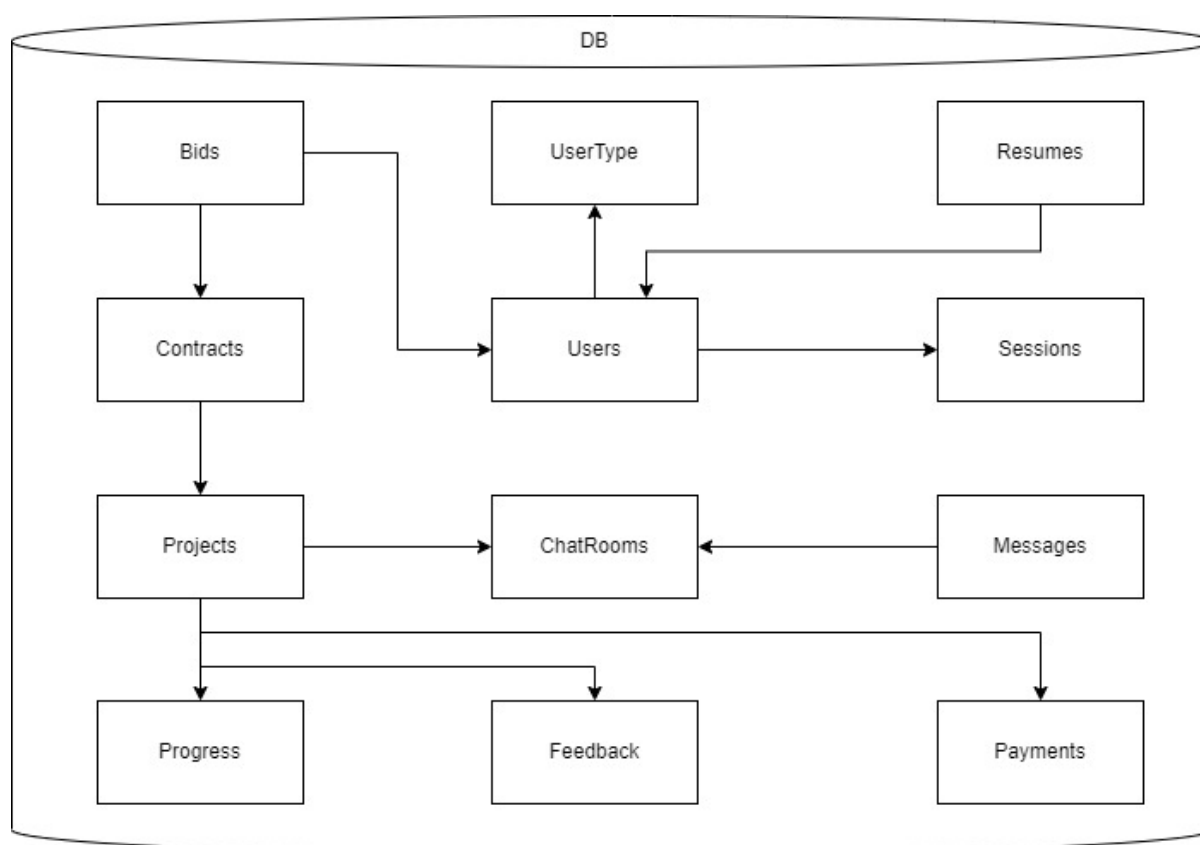 DB
Bids
UserType
Resumes
Contracts
Users
Sessions
Projects
ChatRooms
Messages
Progress
Feedback
Payments